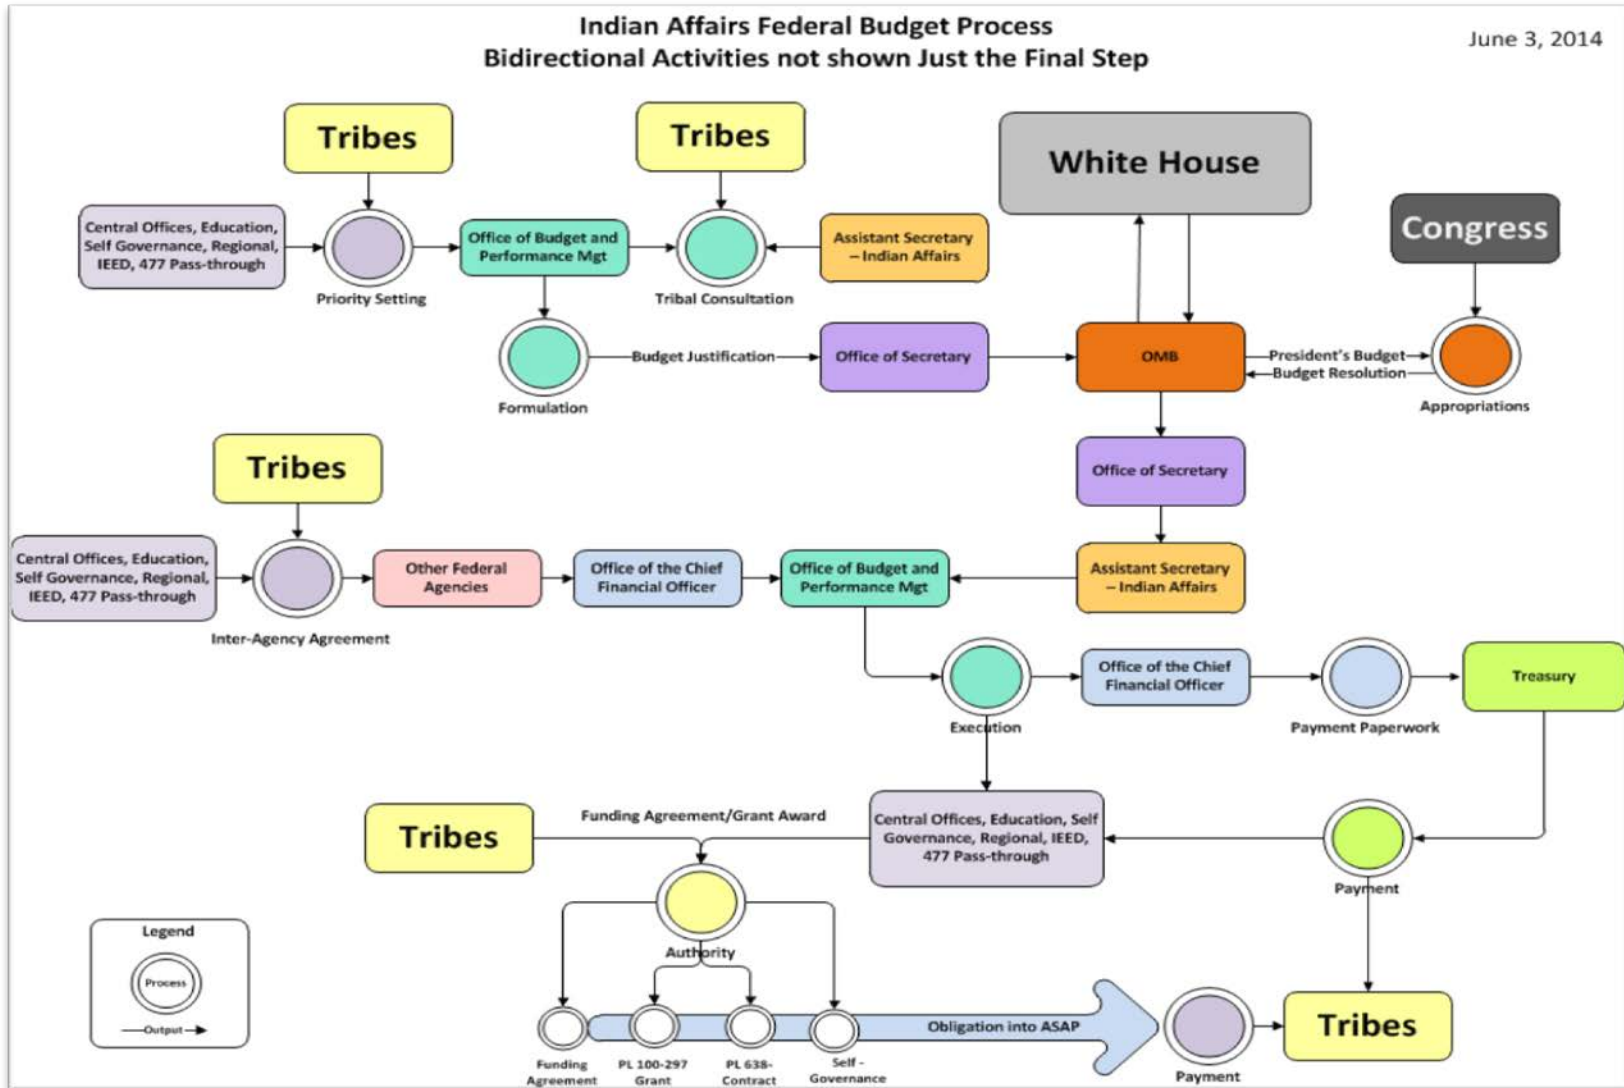 Indian Affairs Federal Budget Process
Bidirectional Activities not shown Just the Final Step
June 3, 2014
Tribes
Tribes
White House
Congress
Central Offices, Education,
Self Governance, Regional,
IEED, 477 Pass-through
Priority Setting
Office of Budget and
Performance Mgt
Tribal Consultation
Assistant Secretary
– Indian Affairs
Formulation
Budget Justification
Office of Secretary
OMB
President's Budget
Budget Resolution
Appropriations
Tribes
Office of Secretary
Central Offices, Education,
Self Governance, Regional,
IEED, 477 Pass-through
Inter-Agency Agreement
Other Federal
Agencies
Office of the Chief
Financial Officer
Office of Budget and
Performance Mgt
Assistant Secretary
– Indian Affairs
Execution
Office of the Chief
Financial Officer
Payment Paperwork
Treasury
Tribes
Funding Agreement/Grant Award
Central Offices, Education, Self
Governance, Regional, IEED,
477 Pass-through
Payment
Authority
Legend
Process
Output
Funding
Agreement
PL 100-297
Grant
PL 638-
Contract
Self -
Governance
Obligation into ASAP
Payment
Tribes